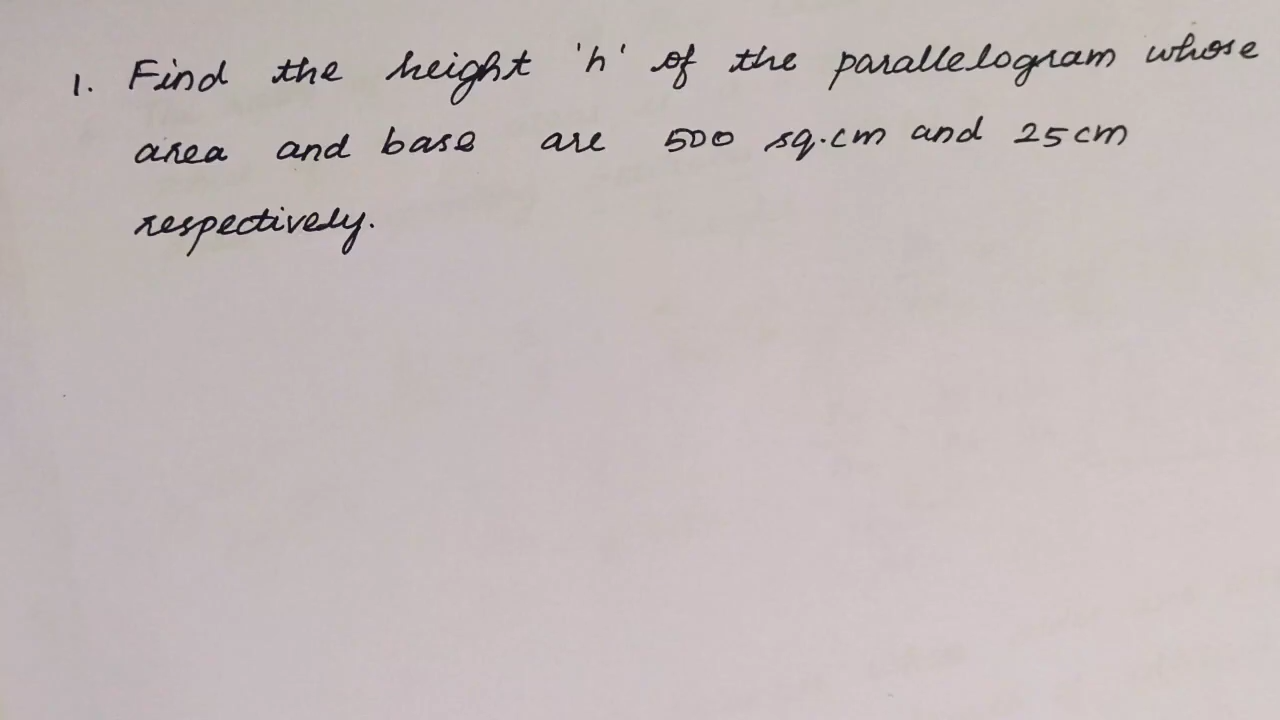 1. Find the height 'h' of the parallelogram whose
area and base are 500 sq.cm and 25cm
respectively.